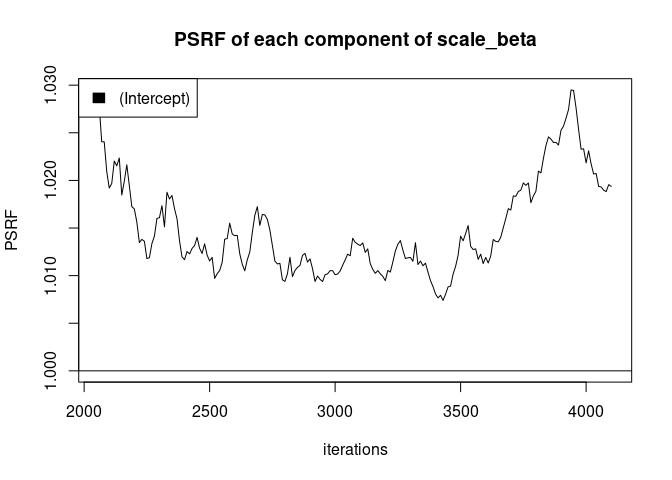 PSRF of each component of scale_beta
(Intercept)
PSRF
1.030
1.020
1.010
1.000
2000 2500 3000 3500 4000
iterations